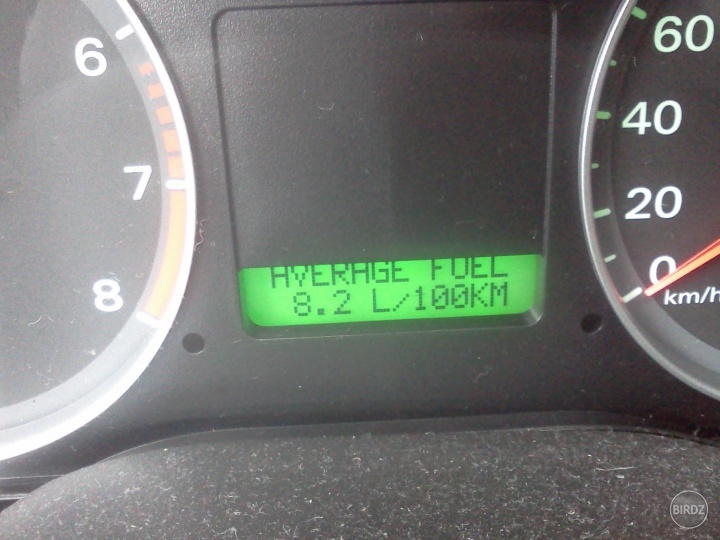 6
7
8
AVERAGE FUEL
8.2 L/100KM
60
40
20
0
km/h
BIRDZ